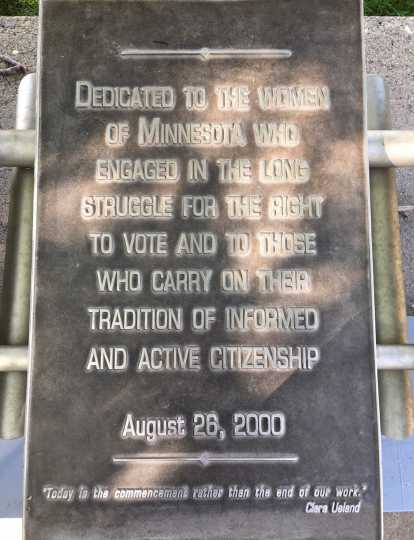 Dedicated to the women
of Minnesota who
engaged in the long
struggle for the right
to vote and to those
who carry on their
tradition of informed
and active citizenship
August 26, 2000
"Today is the commencement rather than the end of our work."
Clara Ueland